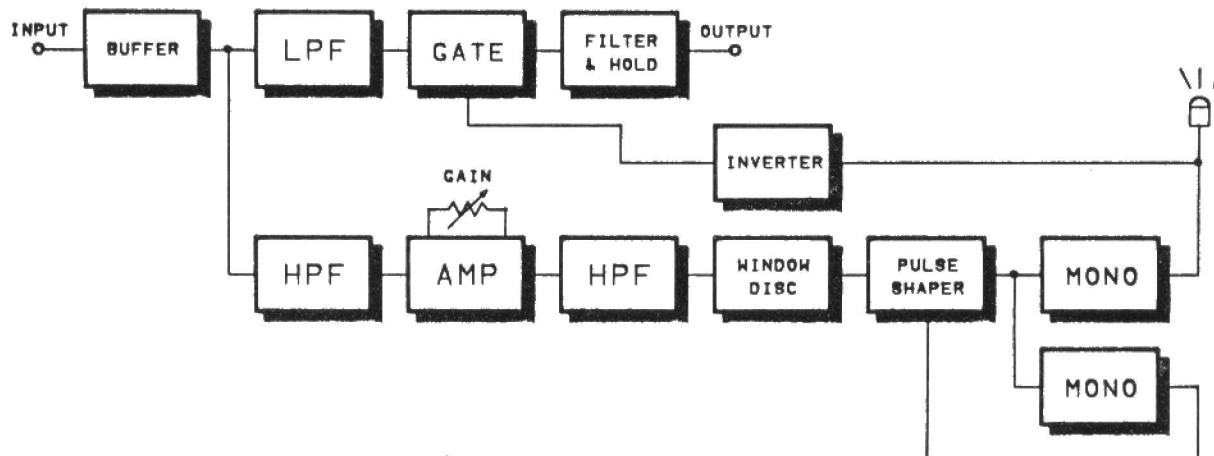 INPUT
BUFFER
LPF
GATE
FILTER
& HOLD
OUTPUT
INVERTER
GAIN
HPF
AMP
HPF
WINDOW
DISC
PULSE
SHAPER
MONO
MONO